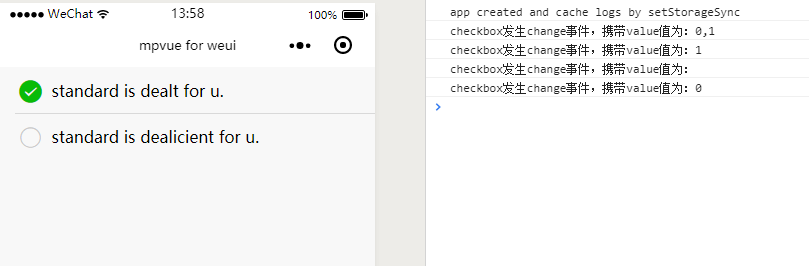 WeChat 13:58 100%
mpvue for weui
standard is dealt for u.
standard is dealicient for u.
app created and cache logs by setStorageSync
checkbox发生change事件，携带value值为：0,1
checkbox发生change事件，携带value值为：1
checkbox发生change事件，携带value值为：
checkbox发生change事件，携带value值为：0